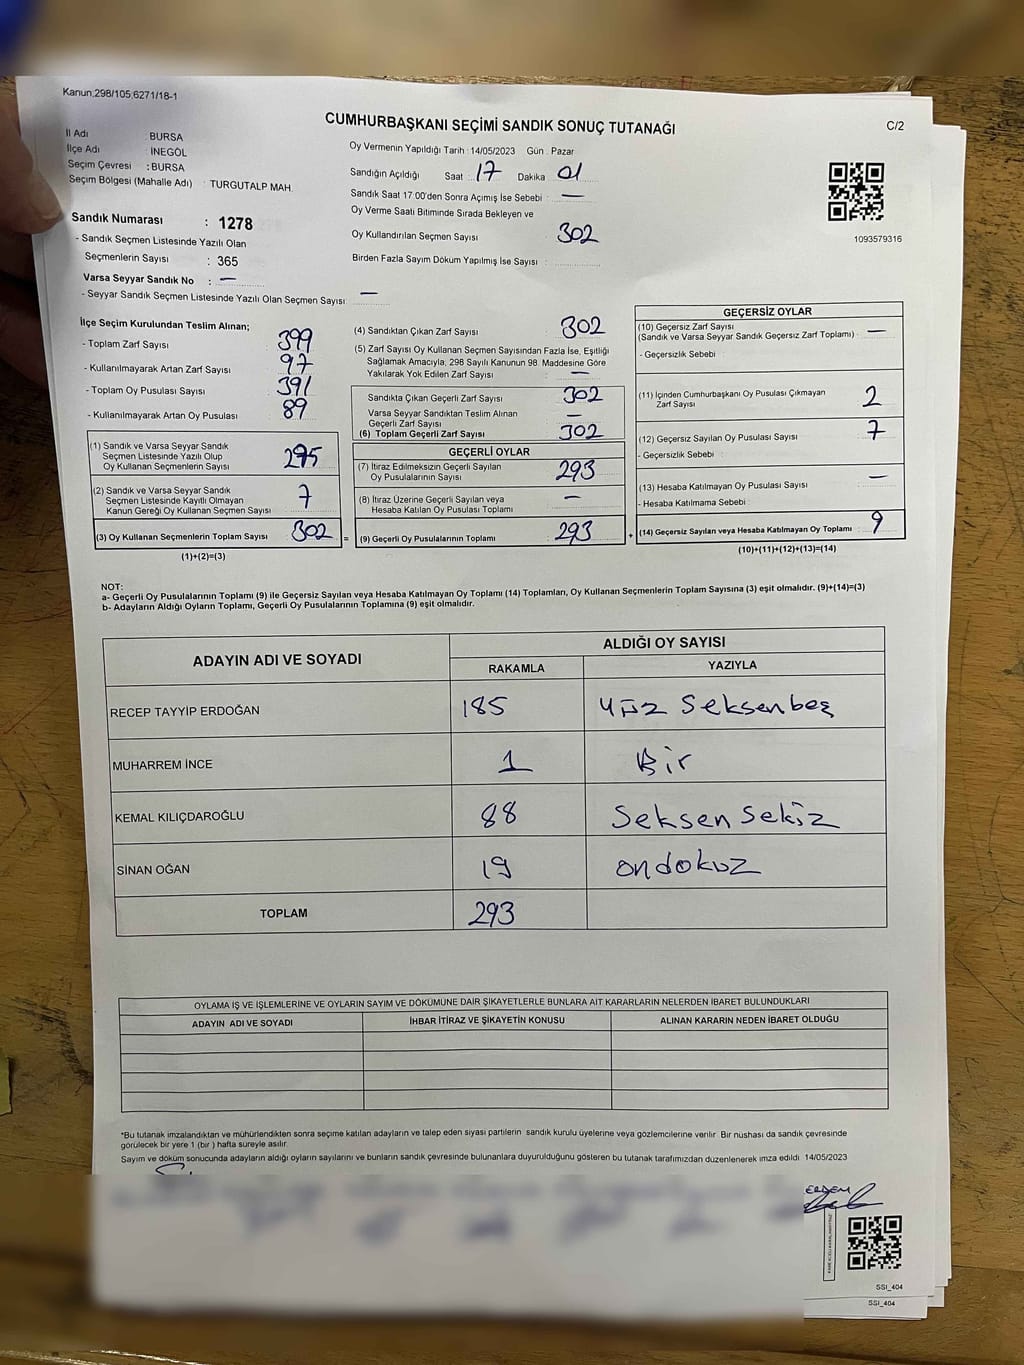 Kanun.298/105,6271/18-1
CUMHURBAŞKANI SEÇİMİ SANDIK SONUÇ TUTANAĞI
C/2
İl Adı : BURSA
İlçe Adı : İNEGÖL
Seçim Çevresi : BURSA
Seçim Bölgesi (Mahalle Adı) : TURGUTALP MAH.
Oy Vermenin Yapıldığı Tarih : 14/05/2023 Gün : Pazar
Sandığın Açıldığı Saat : 17 Dakika 01
Sandık Saat 17:00'den Sonra Açımış İse Sebebi : —
Oy Verme Saati Bitiminde Sırada Bekleyen ve
Oy Kullandırılan Seçmen Sayısı : 302
Birden Fazla Sayım Döküm Yapılmış İse Sayısı :
1093579316
Sandık Numarası : 1278
- Sandık Seçmen Listesinde Yazılı Olan
Seçmenlerin Sayısı : 365
Varsa Seyyar Sandık No : —
- Seyyar Sandık Seçmen Listesinde Yazılı Olan Seçmen Sayısı: —
İlçe Seçim Kurulundan Teslim Alınan;
- Toplam Zarf Sayısı : 399
- Kullanılmayarak Artan Zarf Sayısı : 97
- Toplam Oy Pusulası Sayısı : 391
- Kullanılmayarak Artan Oy Pusulası : 89
(1) Sandık ve Varsa Seyyar Sandık
Seçmen Listesinde Yazılı Olup
Oy Kullanan Seçmenlerin Sayısı : 295
(2) Sandık ve Varsa Seyyar Sandık
Seçmen Listesinde Kayıtlı Olmayan
Kanun Gereği Oy Kullanan Seçmen Sayısı : 7
(3) Oy Kullanan Seçmenlerin Toplam Sayısı : 302 =
(1)+(2)=(3)
(4) Sandıktan Çıkan Zarf Sayısı : 302
(5) Zarf Sayısı Oy Kullanan Seçmen Sayısından Fazla İse, Eşitliği
Sağlamak Amacıyla, 298 Sayılı Kanunun 98. Maddesine Göre
Yakılarak Yok Edilen Zarf Sayısı : —
Sandıkta Çıkan Geçerli Zarf Sayısı : 302
Varsa Seyyar Sandıktan Teslim Alınan
Geçerli Zarf Sayısı : —
(6) Toplam Geçerli Zarf Sayısı : 302
GEÇERLİ OYLAR
(7) İtiraz Edilmeksizin Geçerli Sayılan
Oy Pusulalarının Sayısı : 293
(8) İtiraz Üzerine Geçerli Sayılan veya
Hesaba Katılan Oy Pusulası Toplamı : —
(9) Geçerli Oy Pusulalarının Toplamı : 293 +
GEÇERSİZ OYLAR
(10) Geçersiz Zarf Sayısı
(Sandık ve Varsa Seyyar Sandık Geçersiz Zarf Toplamı) : —
- Geçersizlik Sebebi :
(11) İçinden Cumhurbaşkanı Oy Pusulası Çıkmayan
Zarf Sayısı : 2
(12) Geçersiz Sayılan Oy Pusulası Sayısı : 7
- Geçersizlik Sebebi :
(13) Hesaba Katılmayan Oy Pusulası Sayısı : —
- Hesaba Katılmama Sebebi :
(14) Geçersiz Sayılan veya Hesaba Katılmayan Oy Toplamı : 9
(10)+(11)+(12)+(13)=(14)
NOT:
a- Geçerli Oy Pusulalarının Toplamı (9) ile Geçersiz Sayılan veya Hesaba Katılmayan Oy Toplamı (14) Toplamları, Oy Kullanan Seçmenlerin Toplam Sayısına (3) eşit olmalıdır. (9)+(14)=(3)
b- Adayların Aldığı Oyların Toplamı, Geçerli Oy Pusulalarının Toplamına (9) eşit olmalıdır.
ADAYIN ADI VE SOYADI
ALDIĞI OY SAYISI
RAKAMLA YAZIYLA
RECEP TAYYİP ERDOĞAN 185 yüz seksenbeş
MUHARREM İNCE 1 Bir
KEMAL KILIÇDAROĞLU 88 Seksen Sekiz
SİNAN OĞAN 19 ondokuz
TOPLAM 293
OYLAMA İŞ VE İŞLEMLERİNE VE OYLARIN SAYIM VE DÖKÜMÜNE DAİR ŞİKAYETLERLE BUNLARA AİT KARARLARIN NELERDEN İBARET BULUNDUKLARI
ADAYIN ADI VE SOYADI İHBAR İTİRAZ VE ŞİKAYETİN KONUSU ALINAN KARARIN NEDEN İBARET OLDUĞU
*Bu tutanak imzalandıktan ve mühürlendikten sonra seçime katılan adayların ve talep eden siyasi partilerin sandık kurulu üyelerine veya gözlemcilerine verilir. Bir nüshası da sandık çevresinde
görülecek bir yere 1 (bir ) hafta süreyle asılır.
Sayım ve döküm sonucunda adayların aldığı oyların sayılarını ve bunların sandık çevresinde bulunanlara duyurulduğunu gösteren bu tutanak tarafımızdan düzenlenerek imza edildi. 14/05/2023
ERDEM
SSI_404
SSI_404